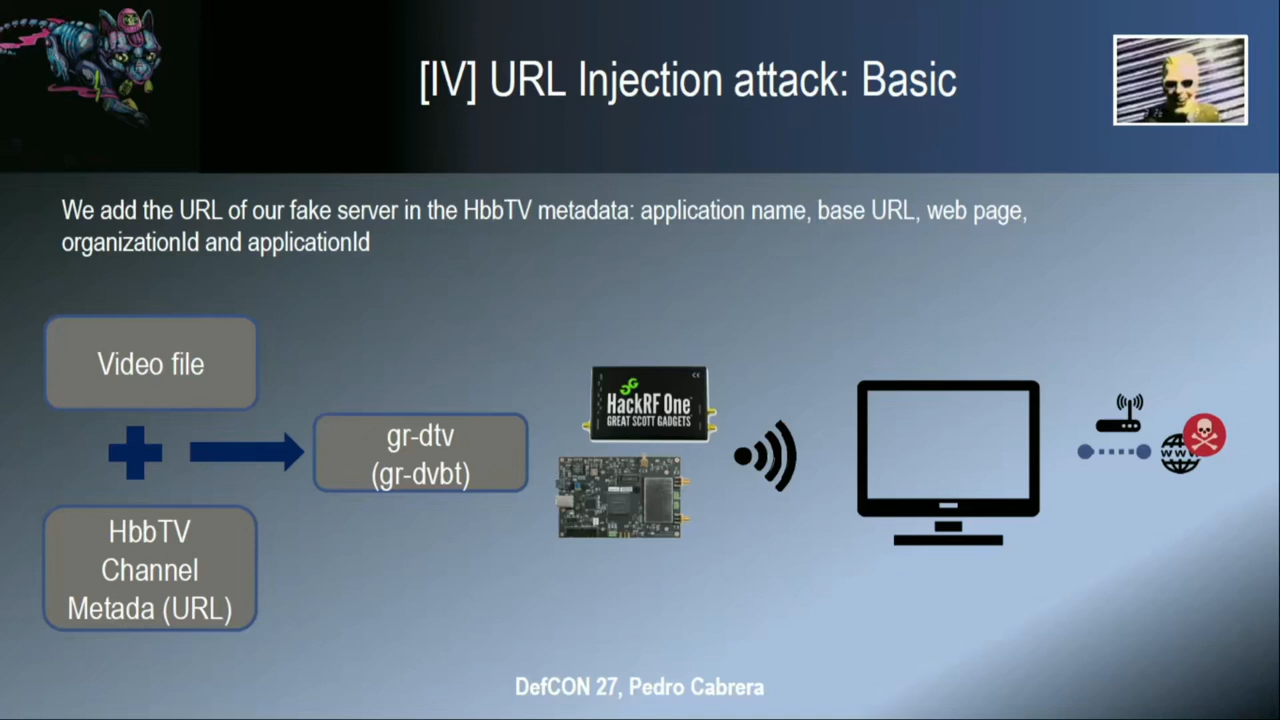 [IV] URL Injection attack: Basic
We add the URL of our fake server in the HbbTV metadata: application name, base URL, web page,
organizationId and applicationId
Video file
HbbTV
Channel
Metada (URL)
gr-dtv
(gr-dvbt)
HackRF One
GREAT SCOTT GADGETS
www
DefCON 27, Pedro Cabrera